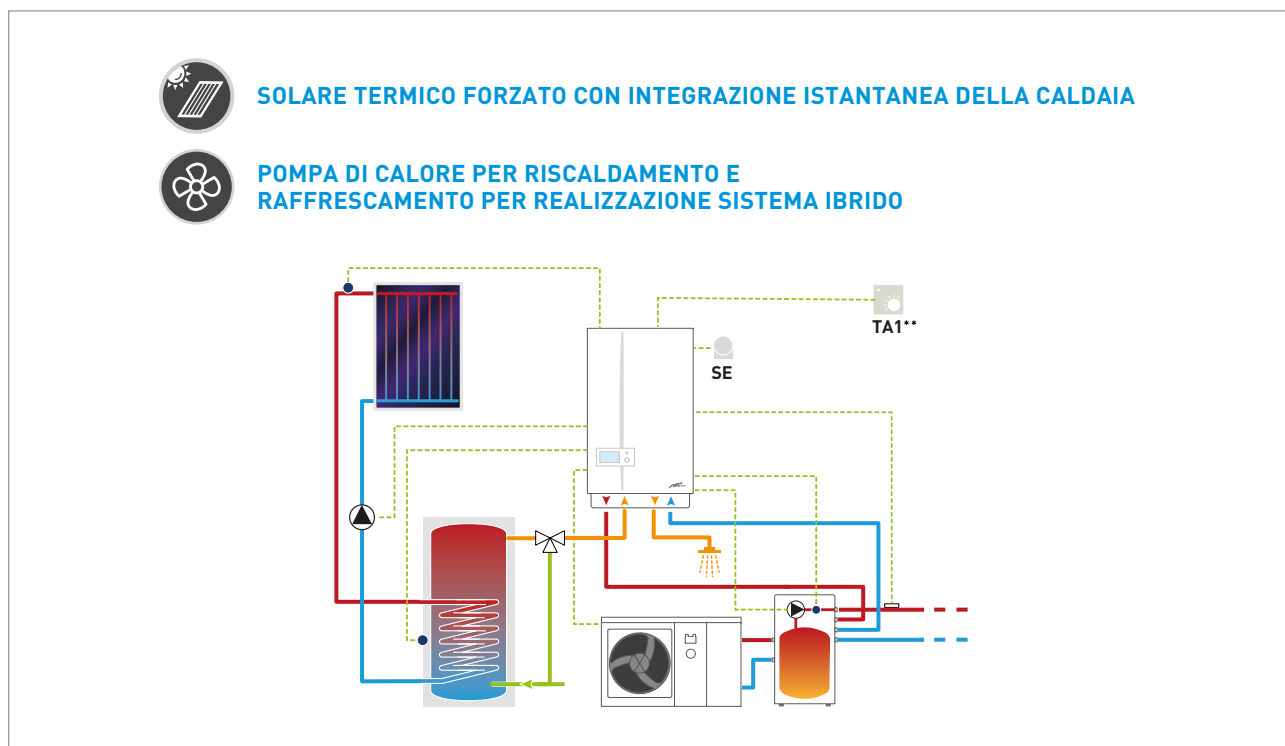 SOLARE TERMICO FORZATO CON INTEGRAZIONE ISTANTANEA DELLA CALDAIA
POMPA DI CALORE PER RISCALDAMENTO E
RAFFRESCAMENTO PER REALIZZAZIONE SISTEMA IBRIDO
TA1**
SE